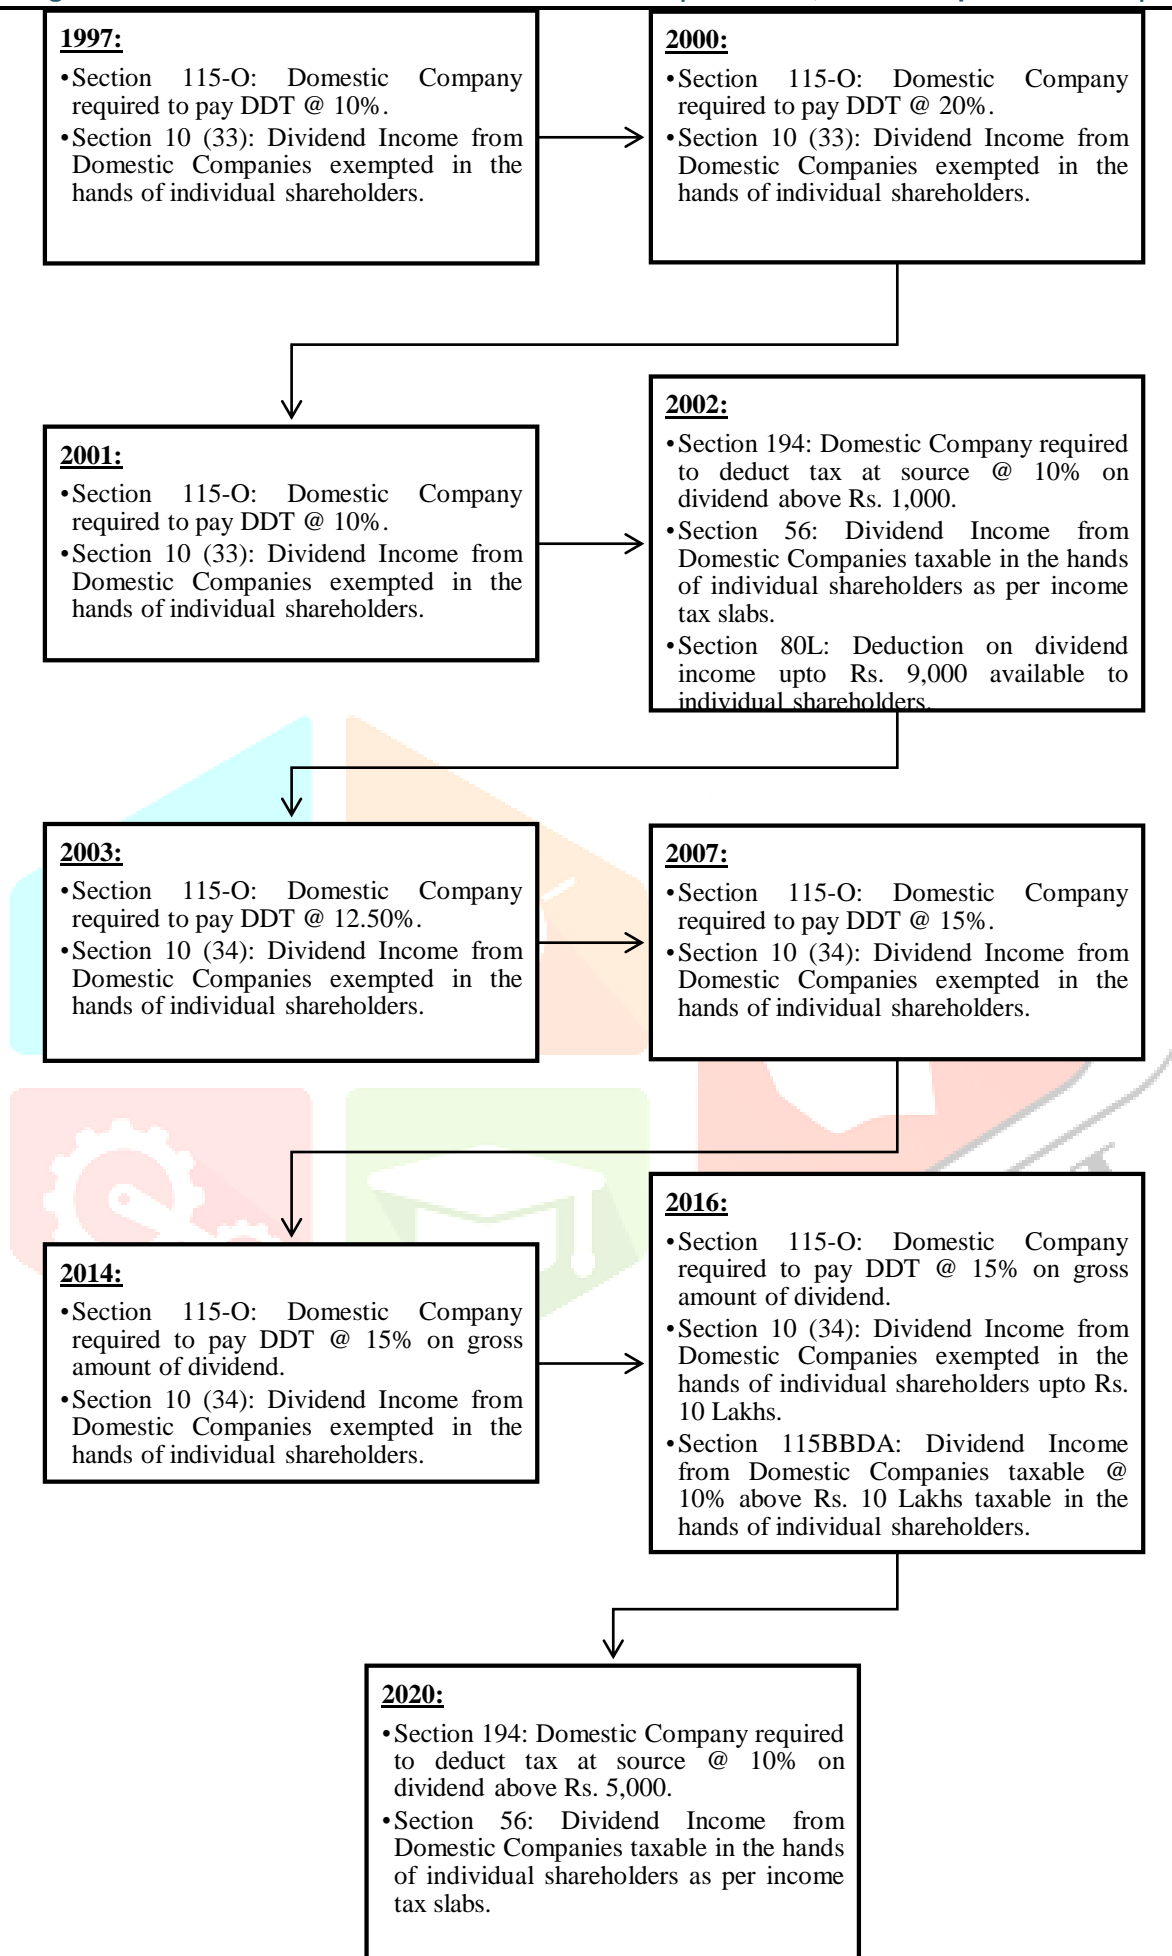 1997:
•Section 115-O: Domestic Company
required to pay DDT @ 10%.
•Section 10 (33): Dividend Income from
Domestic Companies exempted in the
hands of individual shareholders.
2000:
•Section 115-O: Domestic Company
required to pay DDT @ 20%.
•Section 10 (33): Dividend Income from
Domestic Companies exempted in the
hands of individual shareholders.
2001:
•Section 115-O: Domestic Company
required to pay DDT @ 10%.
•Section 10 (33): Dividend Income from
Domestic Companies exempted in the
hands of individual shareholders.
2002:
•Section 194: Domestic Company required
to deduct tax at source @ 10% on
dividend above Rs. 1,000.
•Section 56: Dividend Income from
Domestic Companies taxable in the hands
of individual shareholders as per income
tax slabs.
•Section 80L: Deduction on dividend
income upto Rs. 9,000 available to
individual shareholders.
2003:
•Section 115-O: Domestic Company
required to pay DDT @ 12.50%.
•Section 10 (34): Dividend Income from
Domestic Companies exempted in the
hands of individual shareholders.
2007:
•Section 115-O: Domestic Company
required to pay DDT @ 15%.
•Section 10 (34): Dividend Income from
Domestic Companies exempted in the
hands of individual shareholders.
2014:
•Section 115-O: Domestic Company
required to pay DDT @ 15% on gross
amount of dividend.
•Section 10 (34): Dividend Income from
Domestic Companies exempted in the
hands of individual shareholders.
2016:
•Section 115-O: Domestic Company
required to pay DDT @ 15% on gross
amount of dividend.
•Section 10 (34): Dividend Income from
Domestic Companies exempted in the
hands of individual shareholders upto Rs.
10 Lakhs.
•Section 115BBDA: Dividend Income
from Domestic Companies taxable @
10% above Rs. 10 Lakhs taxable in the
hands of individual shareholders.
2020:
•Section 194: Domestic Company required
to deduct tax at source @ 10% on
dividend above Rs. 5,000.
•Section 56: Dividend Income from
Domestic Companies taxable in the hands
of individual shareholders as per income
tax slabs.